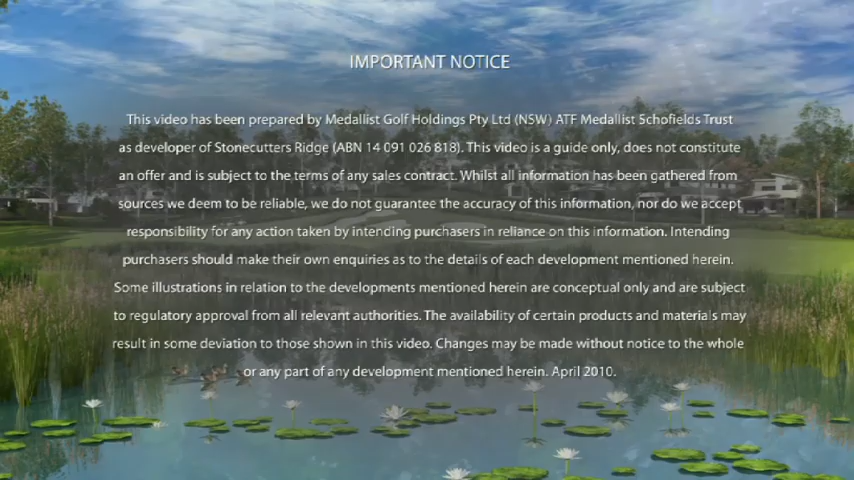 IMPORTANT NOTICE
This video has been prepared by Medallist Golf Holdings Pty Ltd (NSW) ATF Medallist Schofields Trust
as developer of Stonecutters Ridge (ABN 14 091 026 818). This video is a guide only, does not constitute
an offer and is subject to the terms of any sales contract. Whilst all information has been gathered from
sources we deem to be reliable, we do not guarantee the accuracy of this information, nor do we accept
responsibility for any action taken by intending purchasers in reliance on this information. Intending
purchasers should make their own enquiries as to the details of each development mentioned herein.
Some illustrations in relation to the developments mentioned herein are conceptual only and are subject
to regulatory approval from all relevant authorities. The availability of certain products and materials may
result in some deviation to those shown in this video. Changes may be made without notice to the whole
or any part of any development mentioned herein. April 2010.